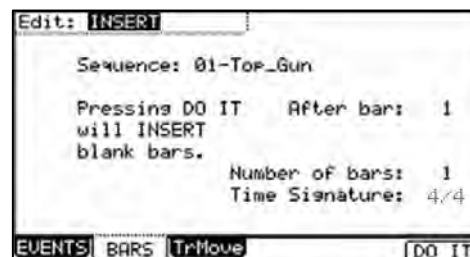 Edit: INSERT
Sequence: 01-Top_Gun
Pressing DO IT After bar: 1
will INSERT
blank bars.
Number of bars: 1
Time Signature: 4/4
EVENTS BARS TrMove DO IT